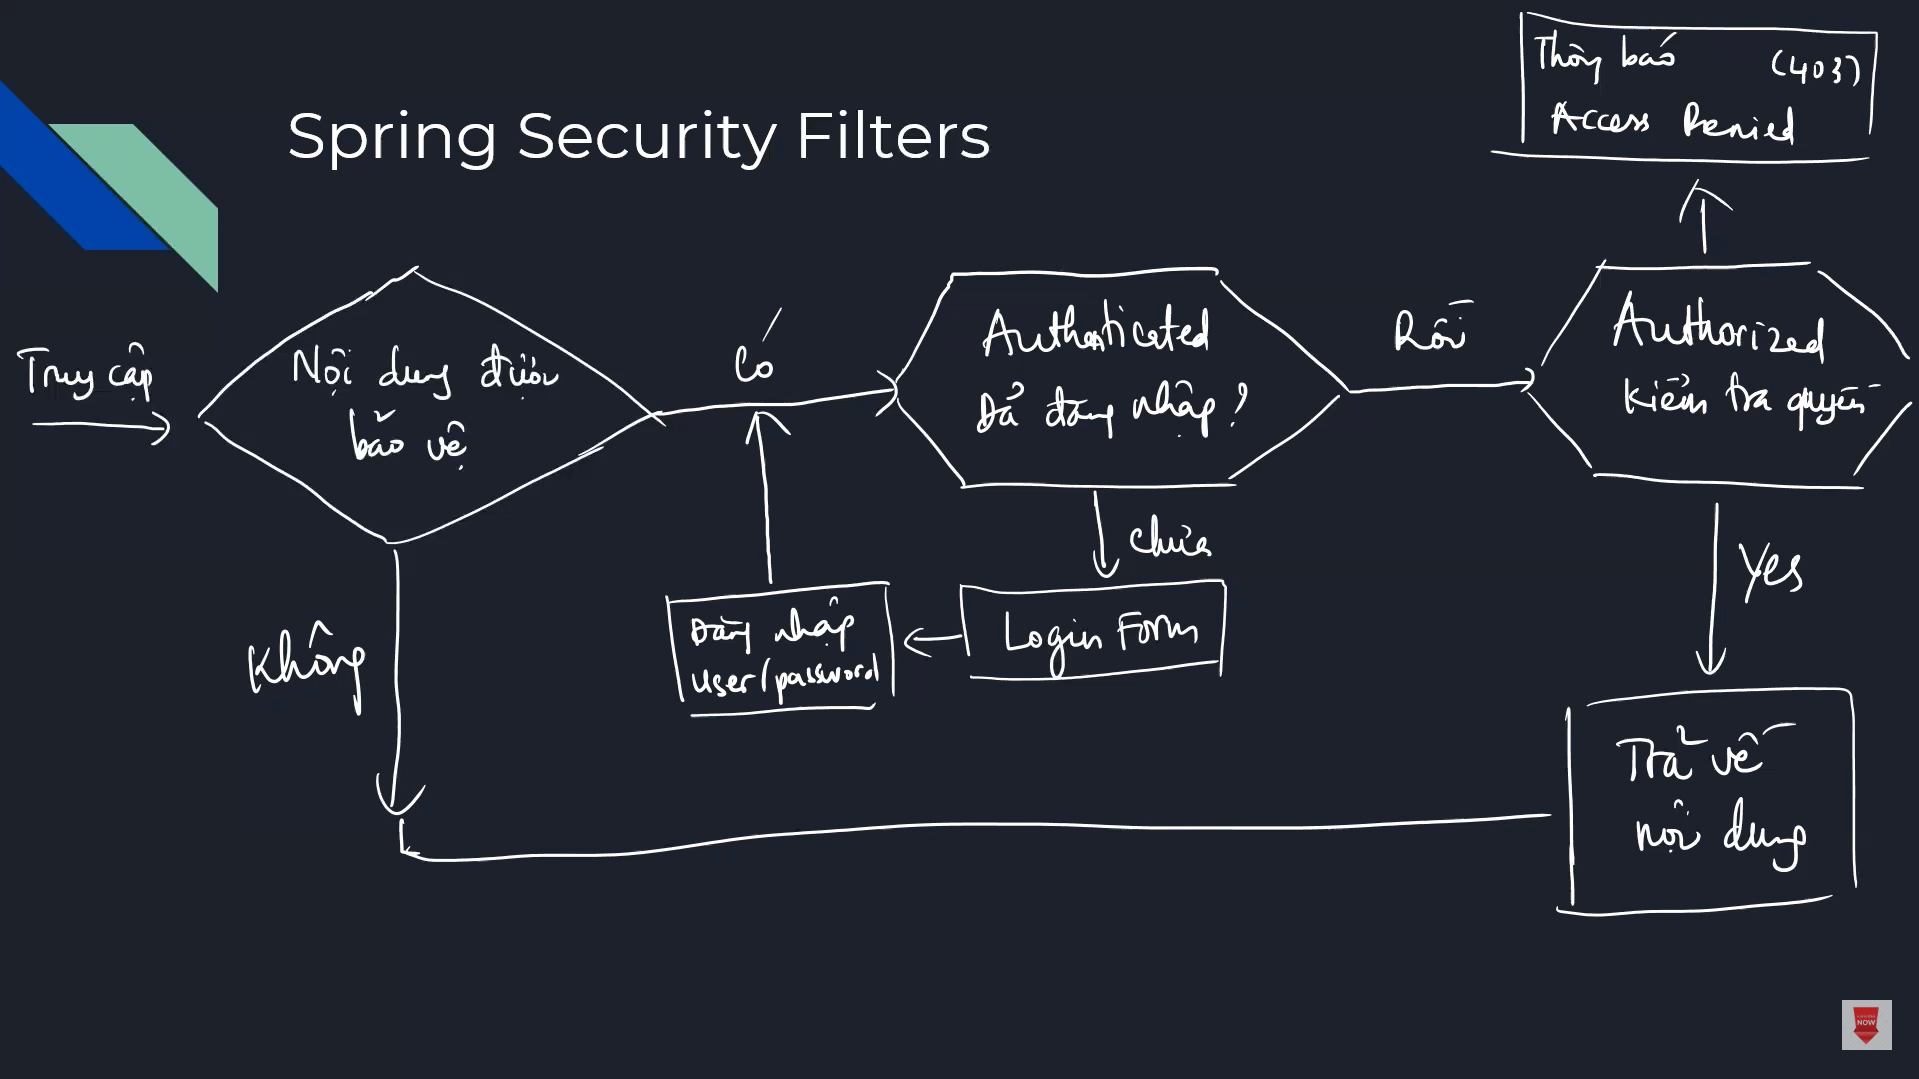 Spring Security Filters
Thông báo (403)
Access Denied
Truy cập
Nội dung được
bảo vệ
Có
Authenticated
Đã đăng nhập?
Rồi
Authorized
kiểm tra quyền
chưa
Yes
Không
Đăng nhập
user/password
Login Form
Trả về
nội dung
NOW